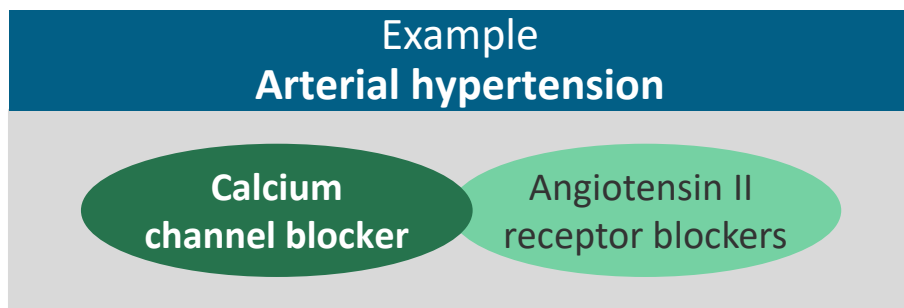 Example
Arterial hypertension
Calcium
channel blocker
Angiotensin II
receptor blockers